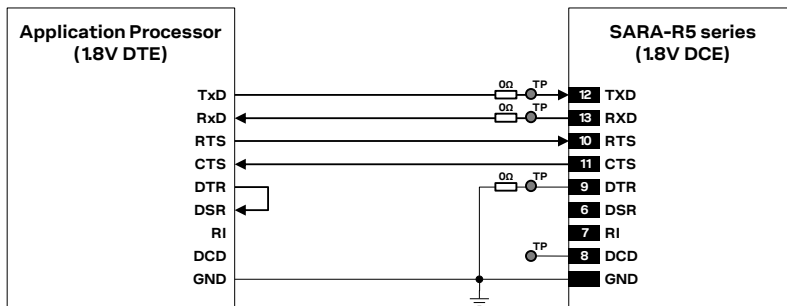 Application Processor
(1.8V DTE)
SARA-R5 series
(1.8V DCE)
TxD 0Ω TP 12 TXD
RxD 0Ω TP 13 RXD
RTS 10 RTS
CTS 11 CTS
DTR 0Ω TP 9 DTR
DSR 6 DSR
RI 7 RI
DCD TP 8 DCD
GND GND